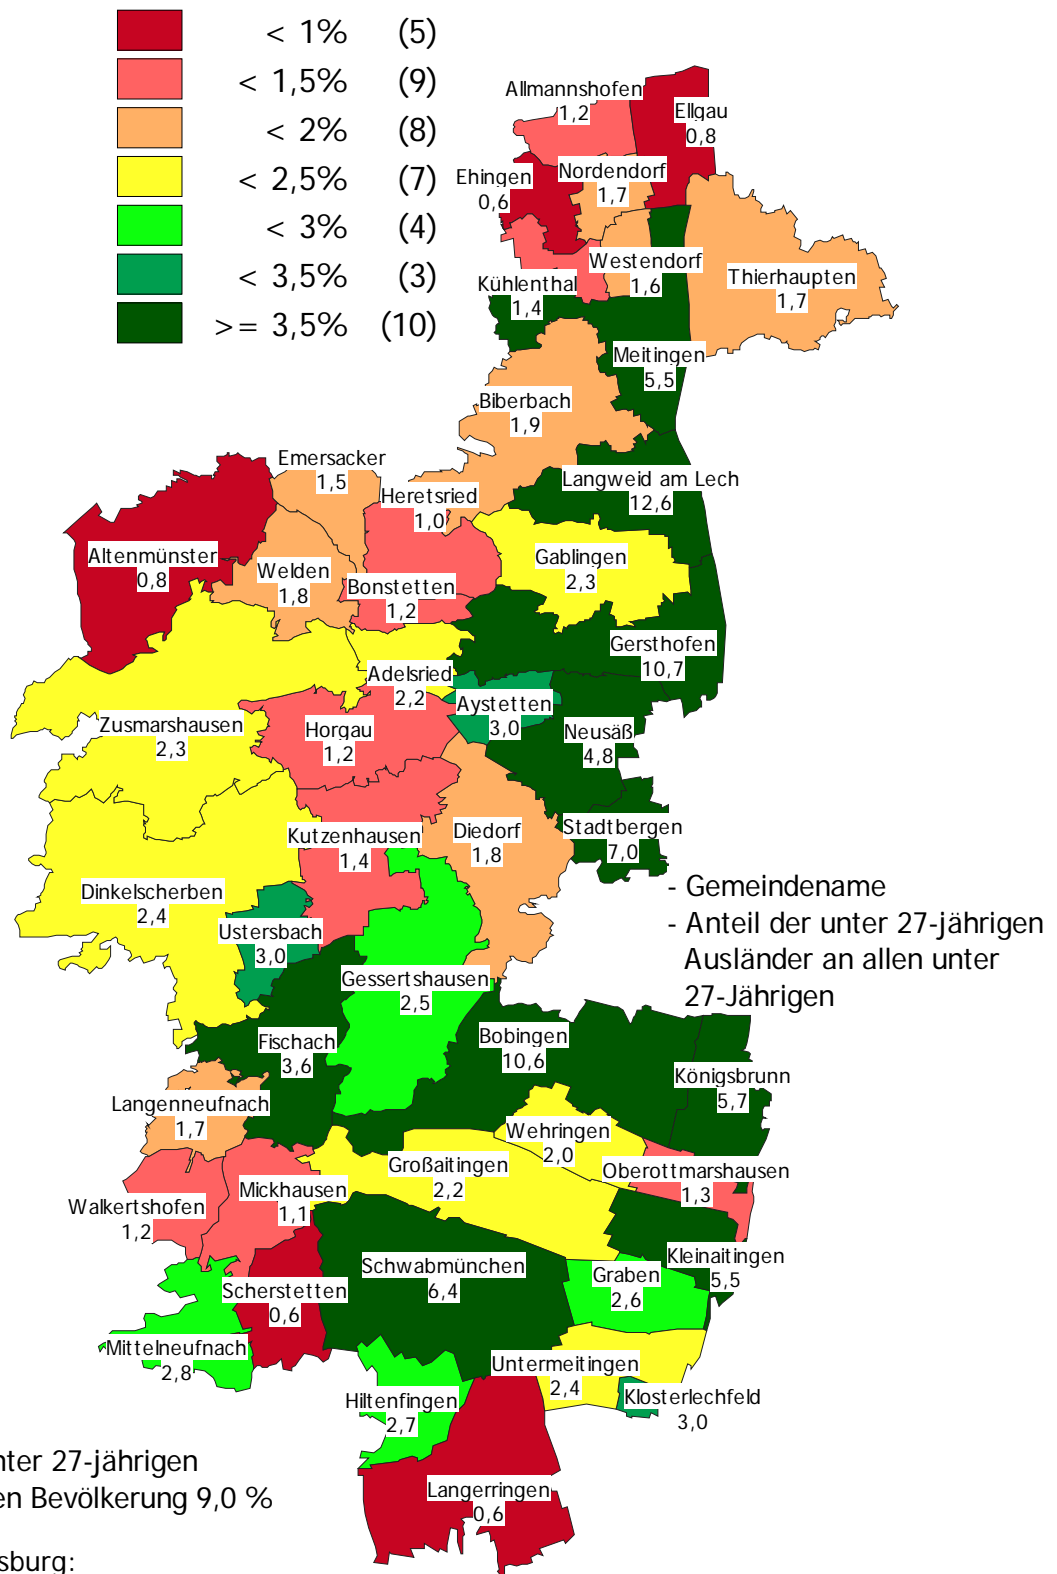 < 1% (5)
< 1,5% (9)
< 2% (8)
< 2,5% (7)
< 3% (4)
< 3,5% (3)
>= 3,5% (10)
Allmannshofen
1,2
Ellgau
0,8
Ehingen
0,6
Nordendorf
1,7
Westendorf
1,6
Kühlenthal
1,4
Thierhaupten
1,7
Meitingen
5,5
Biberbach
1,9
Emersacker
1,5
Heretsried
1,0
Langweid am Lech
12,6
Altenmünster
0,8
Welden
1,8
Bonstetten
1,2
Gablingen
2,3
Gersthofen
10,7
Adelsried
2,2
Aystetten
3,0
Zusmarshausen
2,3
Horgau
1,2
Neusäß
4,8
Kutzenhausen
1,4
Diedorf
1,8
Stadtbergen
7,0
Dinkelscherben
2,4
Ustersbach
3,0
- Gemeindename
- Anteil der unter 27-jährigen
Ausländer an allen unter
27-Jährigen
Gessertshausen
2,5
Fischach
3,6
Bobingen
10,6
Königsbrunn
5,7
Langenneufnach
1,7
Wehringen
2,0
Großaitingen
2,2
Oberottmarshausen
1,3
Walkertshofen
1,2
Mickhausen
1,1
Schwabmünchen
6,4
Graben
2,6
Kleinaitingen
5,5
Scherstetten
0,6
Mittelneufnach
2,8
Untermeitingen
2,4
Hiltenfingen
2,7
Klosterlechfeld
3,0
Langerringen
0,6
nter 27-jährigen
en Bevölkerung 9,0 %
sburg: